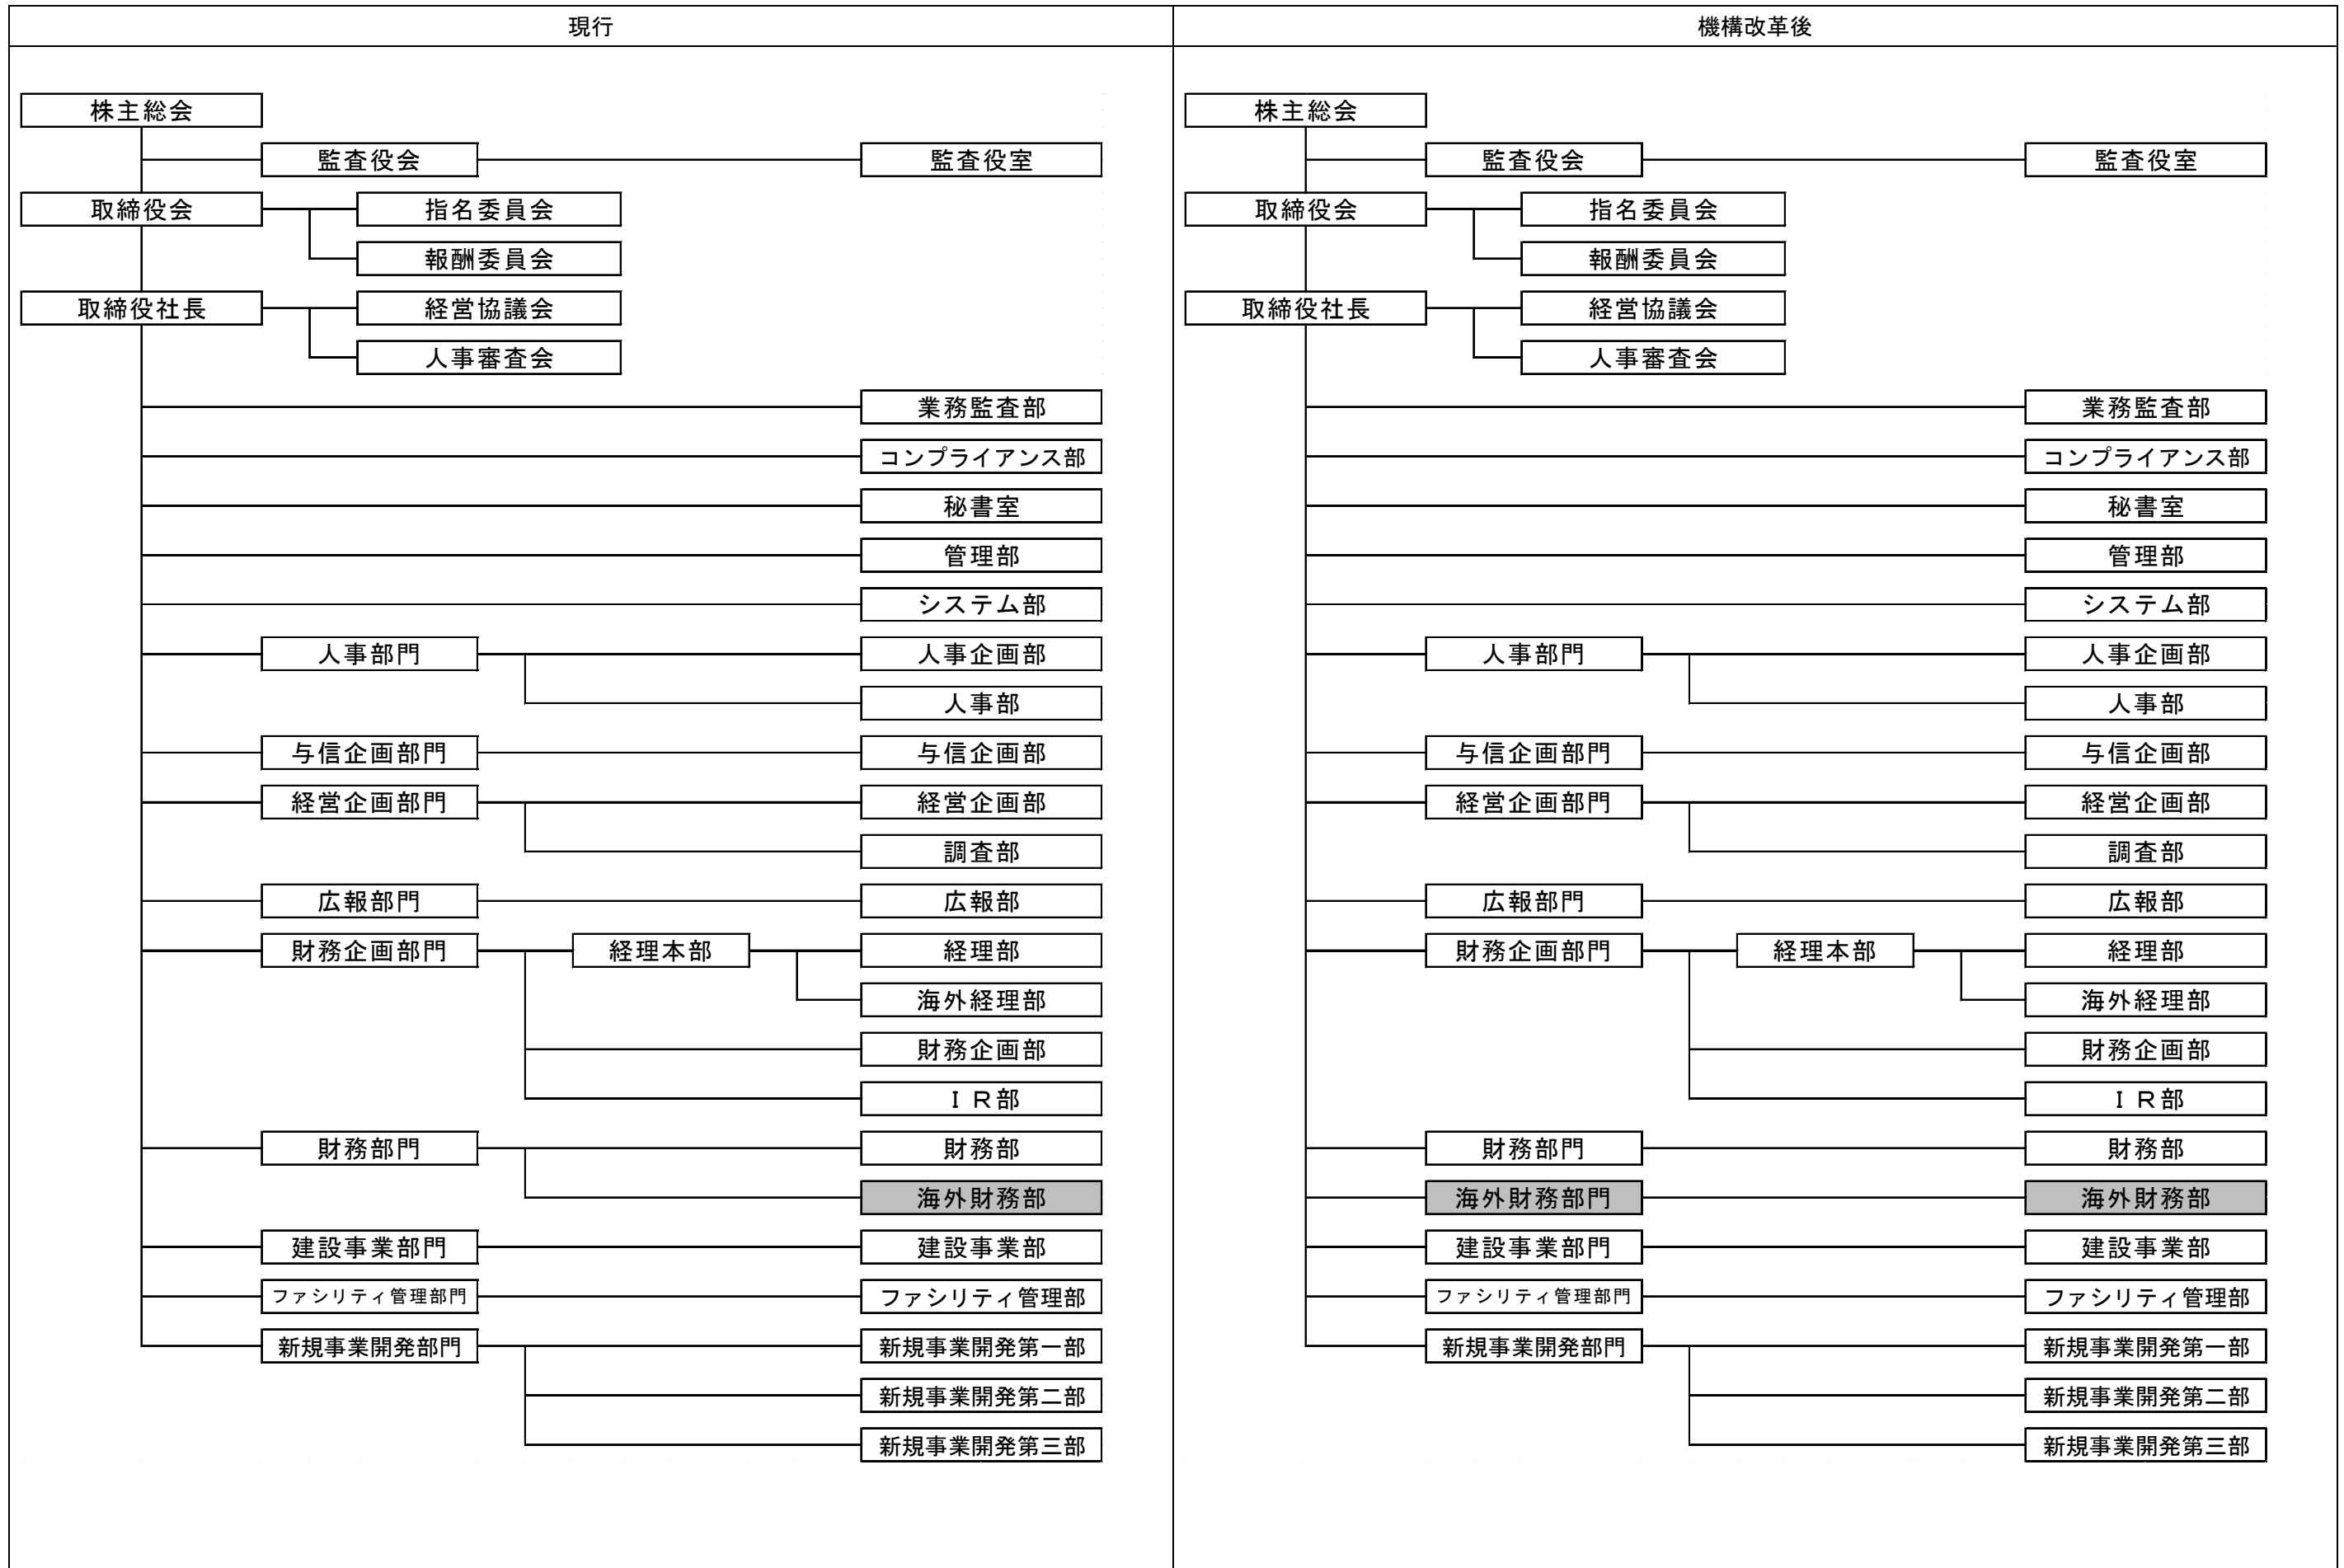 現行
株主総会
監査役会 監査役室
取締役会 指名委員会
報酬委員会
取締役社長 経営協議会
人事審査会
業務監査部
コンプライアンス部
秘書室
管理部
システム部
人事部門 人事企画部
人事部
与信企画部門 与信企画部
経営企画部門 経営企画部
調査部
広報部門 広報部
財務企画部門 経理本部 経理部
海外経理部
財務企画部
ＩＲ部
財務部門 財務部
海外財務部
建設事業部門 建設事業部
ファシリティ管理部門 ファシリティ管理部
新規事業開発部門 新規事業開発第一部
新規事業開発第二部
新規事業開発第三部
機構改革後
株主総会
監査役会 監査役室
取締役会 指名委員会
報酬委員会
取締役社長 経営協議会
人事審査会
業務監査部
コンプライアンス部
秘書室
管理部
システム部
人事部門 人事企画部
人事部
与信企画部門 与信企画部
経営企画部門 経営企画部
調査部
広報部門 広報部
財務企画部門 経理本部 経理部
海外経理部
財務企画部
ＩＲ部
財務部門 財務部
海外財務部門 海外財務部
建設事業部門 建設事業部
ファシリティ管理部門 ファシリティ管理部
新規事業開発部門 新規事業開発第一部
新規事業開発第二部
新規事業開発第三部